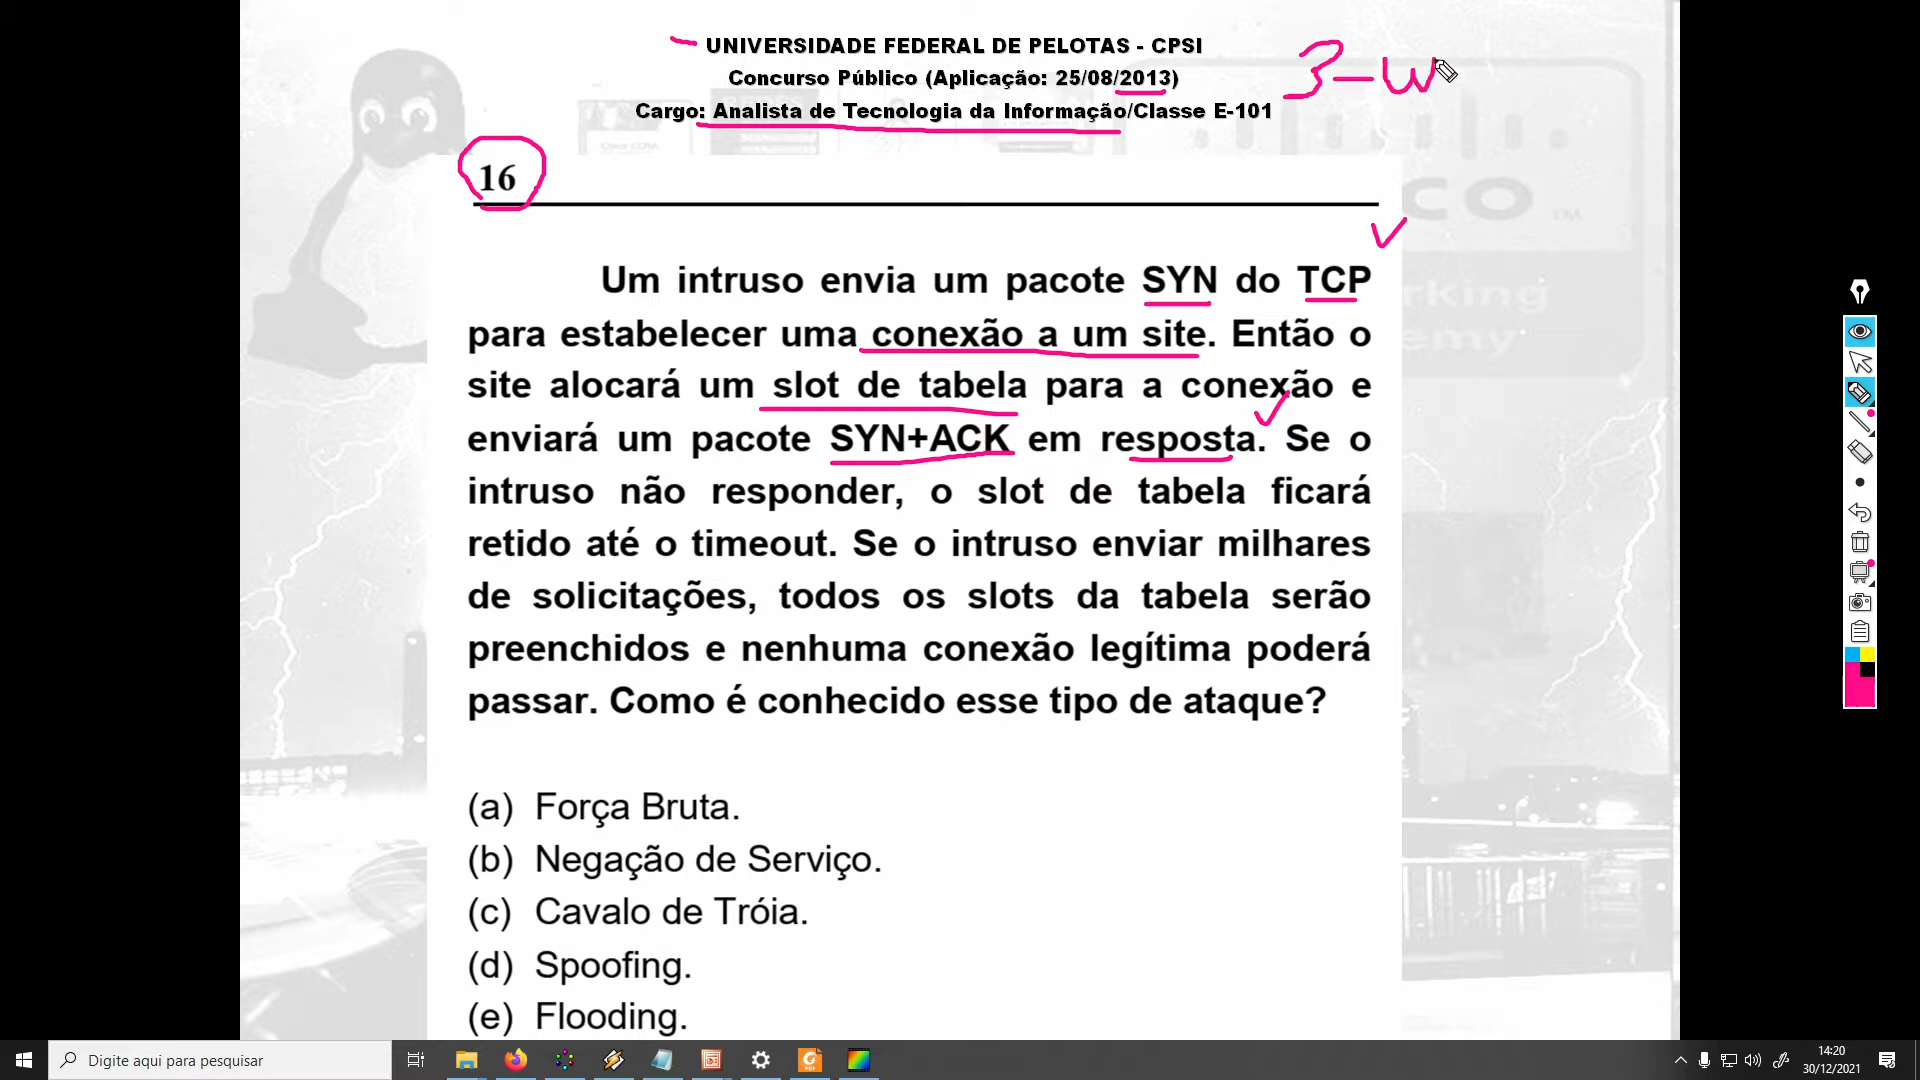 UNIVERSIDADE FEDERAL DE PELOTAS - CPSI
Concurso Público (Aplicação: 25/08/2013)
Cargo: Analista de Tecnologia da Informação/Classe E-101
3-W
16
CO
TM
rking
emy
Um intruso envia um pacote SYN do TCP
para estabelecer uma conexão a um site. Então o
site alocará um slot de tabela para a conexão e
enviará um pacote SYN+ACK em resposta. Se o
intruso não responder, o slot de tabela ficará
retido até o timeout. Se o intruso enviar milhares
de solicitações, todos os slots da tabela serão
preenchidos e nenhuma conexão legítima poderá
passar. Como é conhecido esse tipo de ataque?
(a) Força Bruta.
(b) Negação de Serviço.
(c) Cavalo de Tróia.
(d) Spoofing.
(e) Flooding.
Digite aqui para pesquisar
14:20
30/12/2021